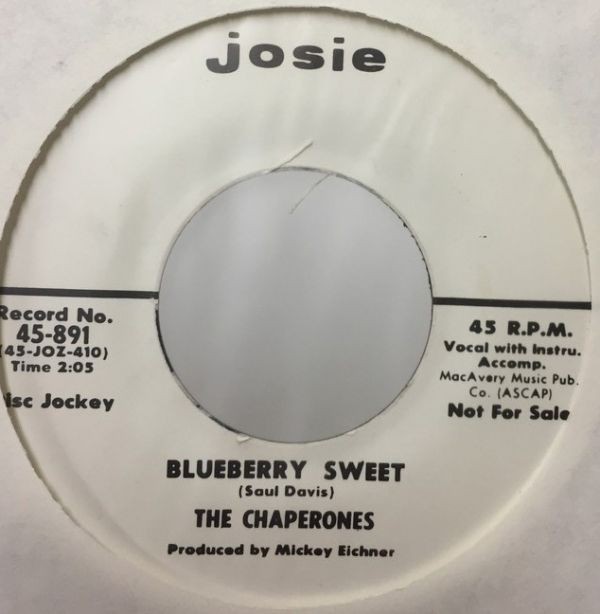 josie
Record No.
45-891
(45-JOZ-410)
Time 2:05
isc Jockey
45 R.P.M.
Vocal with Instru.
Accomp.
MacAvory Music Pub.
Co. (ASCAP)
Not For Sale
BLUEBERRY SWEET
(Saul Davis)
THE CHAPERONES
Produced by Mickey Eichner